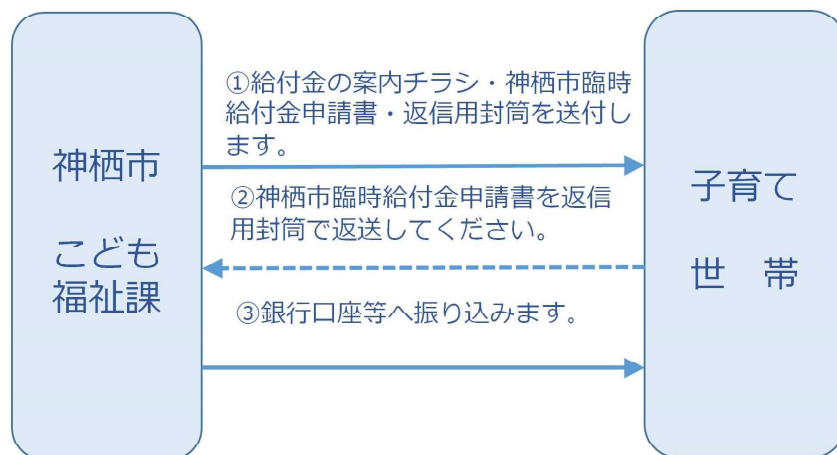 神栖市
こども
福祉課
①給付金の案内チラシ・神栖市臨時
給付金申請書・返信用封筒を送付し
ます。
②神栖市臨時給付金申請書を返信
用封筒で返送してください。
③銀行口座等へ振り込みます。
子育て
世　帯